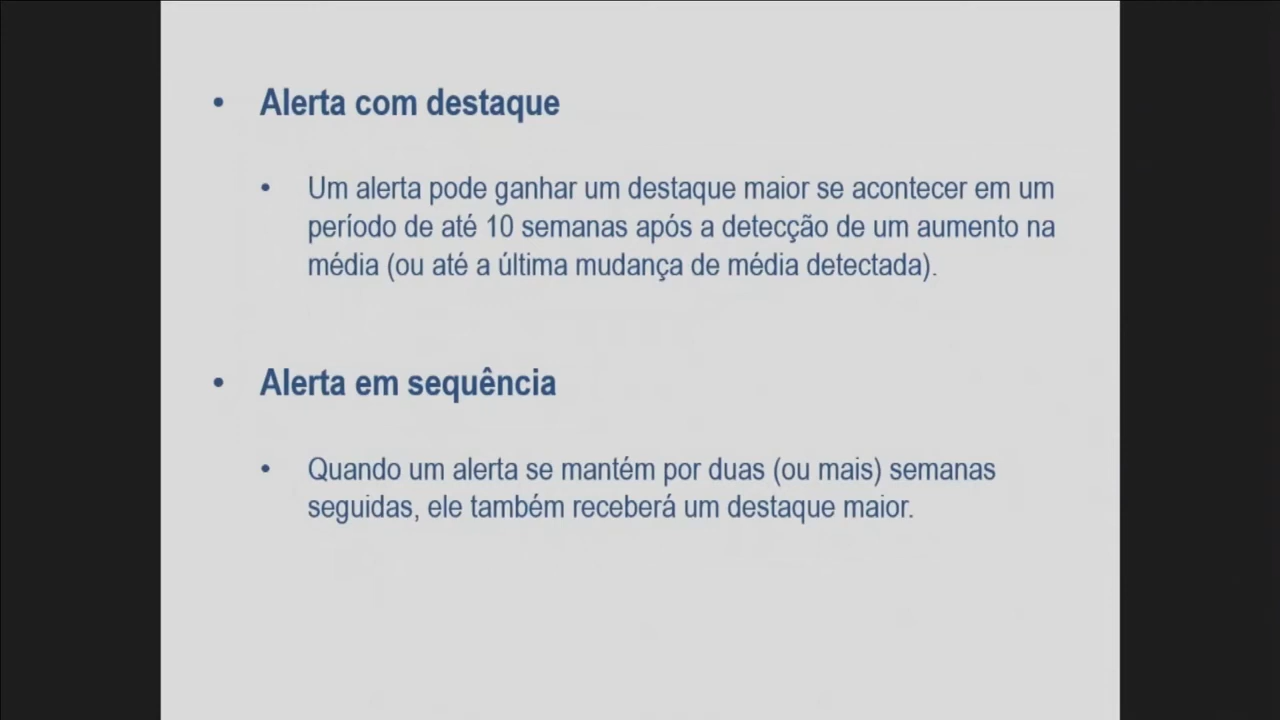 • Alerta com destaque
• Um alerta pode ganhar um destaque maior se acontecer em um
período de até 10 semanas após a detecção de um aumento na
média (ou até a última mudança de média detectada).
• Alerta em sequência
• Quando um alerta se mantém por duas (ou mais) semanas
seguidas, ele também receberá um destaque maior.